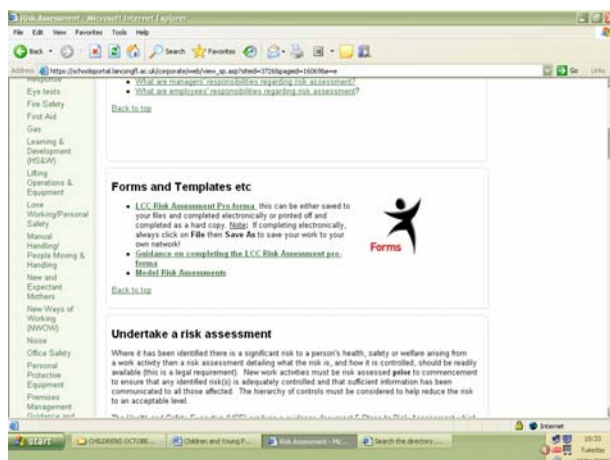 Risk Assessment - Microsoft Internet Explorer
File Edit View Favorites Tools Help
Back Search Favorites
Address Go Links
Response
Eye tests
Fire Safety
First Aid
Gas
Learning &
Development
(HS&W)
Lifting
Operations &
Equipment
Lone
Working/Personal
Safety
Manual
Handling/
People Moving &
Handling
New and
Expectant
Mothers
New Ways of
Working
(NWOW)
Noise
Office Safety
Personal
Protective
Equipment
Premises
Management
Guidance and
What are managers' responsibilities regarding risk assessment?
What are employees' responsibilities regarding risk assessment?
Back to top
Forms and Templates etc
LCC Risk Assessment Pro forma this can be either saved to
your files and completed electronically or printed off and
completed as a hard copy. Note: If completing electronically,
always click on File then Save As to save your work to your
own network!
Guidance on completing the LCC Risk Assessment pro-
forma
Model Risk Assessments
Forms
Back to top
Undertake a risk assessment
Where it has been identified there is a significant risk to a person's health, safety or welfare arising from
a work activity then a risk assessment detailing what the risk is, and how it is controlled, should be readily
available (this is a legal requirement). New work activities must be risk assessed prior to commencement
to ensure that any identified risk(s) is adequately controlled and that sufficient information has been
communicated to all those affected. The hierarchy of controls must be considered to help reduce the risk
to an acceptable level.
Internet
start
CHILDRENS OCTOBE...
Children and Young P...
Risk Assessment - Mic...
Search the directory ...
10:33
Tuesday